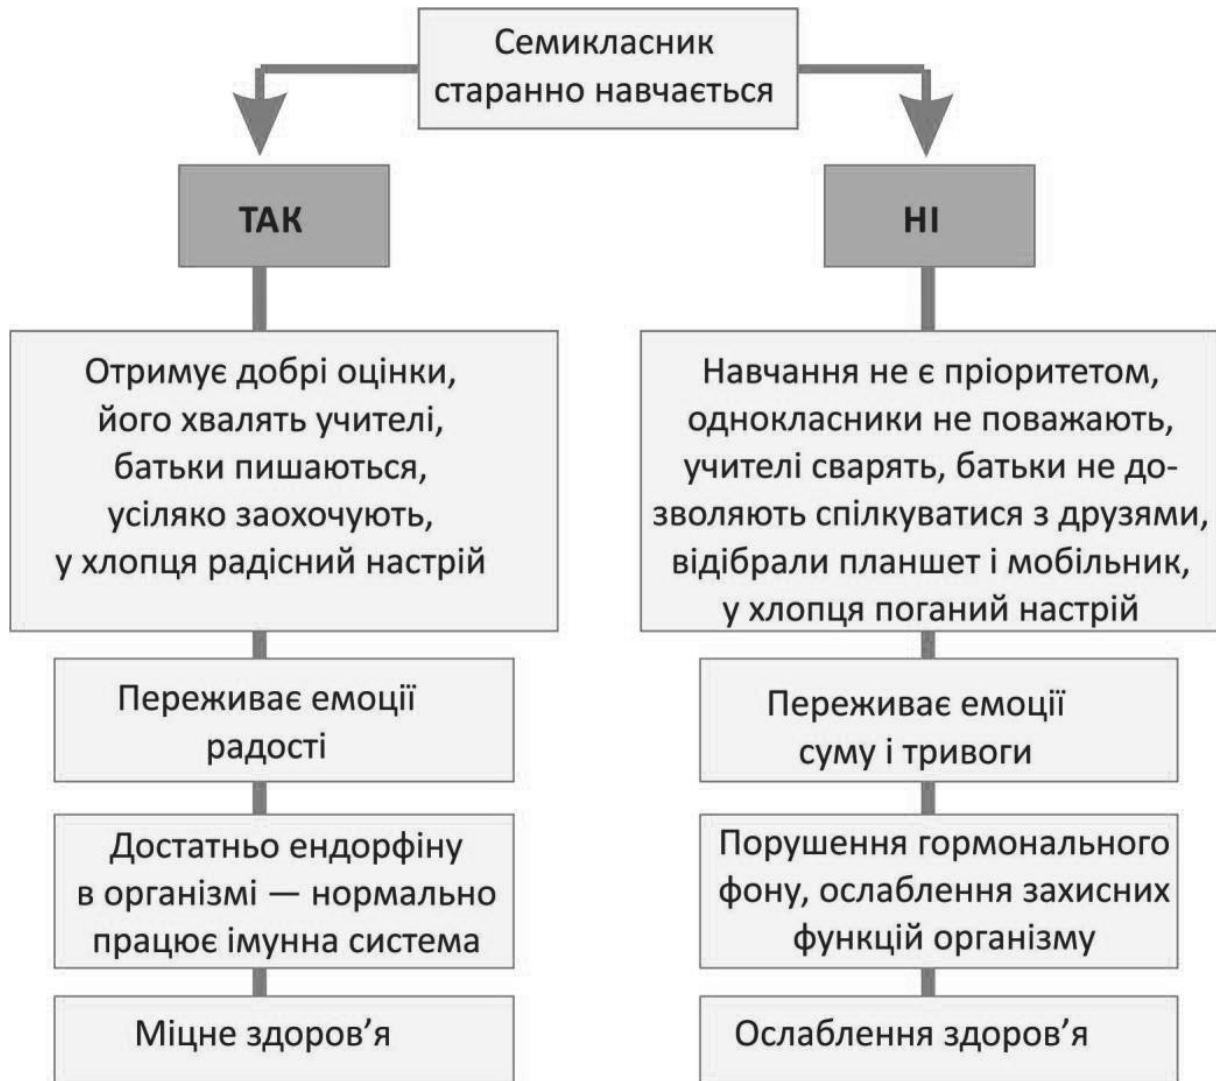 Семикласник
старанно навчається
ТАК
НІ
Отримує добрі оцінки,
його хвалять учителі,
батьки пишаються,
усіляко заохочують,
у хлопця радісний настрій
Навчання не є пріоритетом,
однокласники не поважають,
учителі сварять, батьки не до-
зволяють спілкуватися з друзями,
відібрали планшет і мобільник,
у хлопця поганий настрій
Переживає емоції
радості
Переживає емоції
суму і тривоги
Достатньо ендорфіну
в організмі — нормально
працює імунна система
Порушення гормонального
фону, ослаблення захисних
функцій організму
Міцне здоров’я
Ослаблення здоров’я